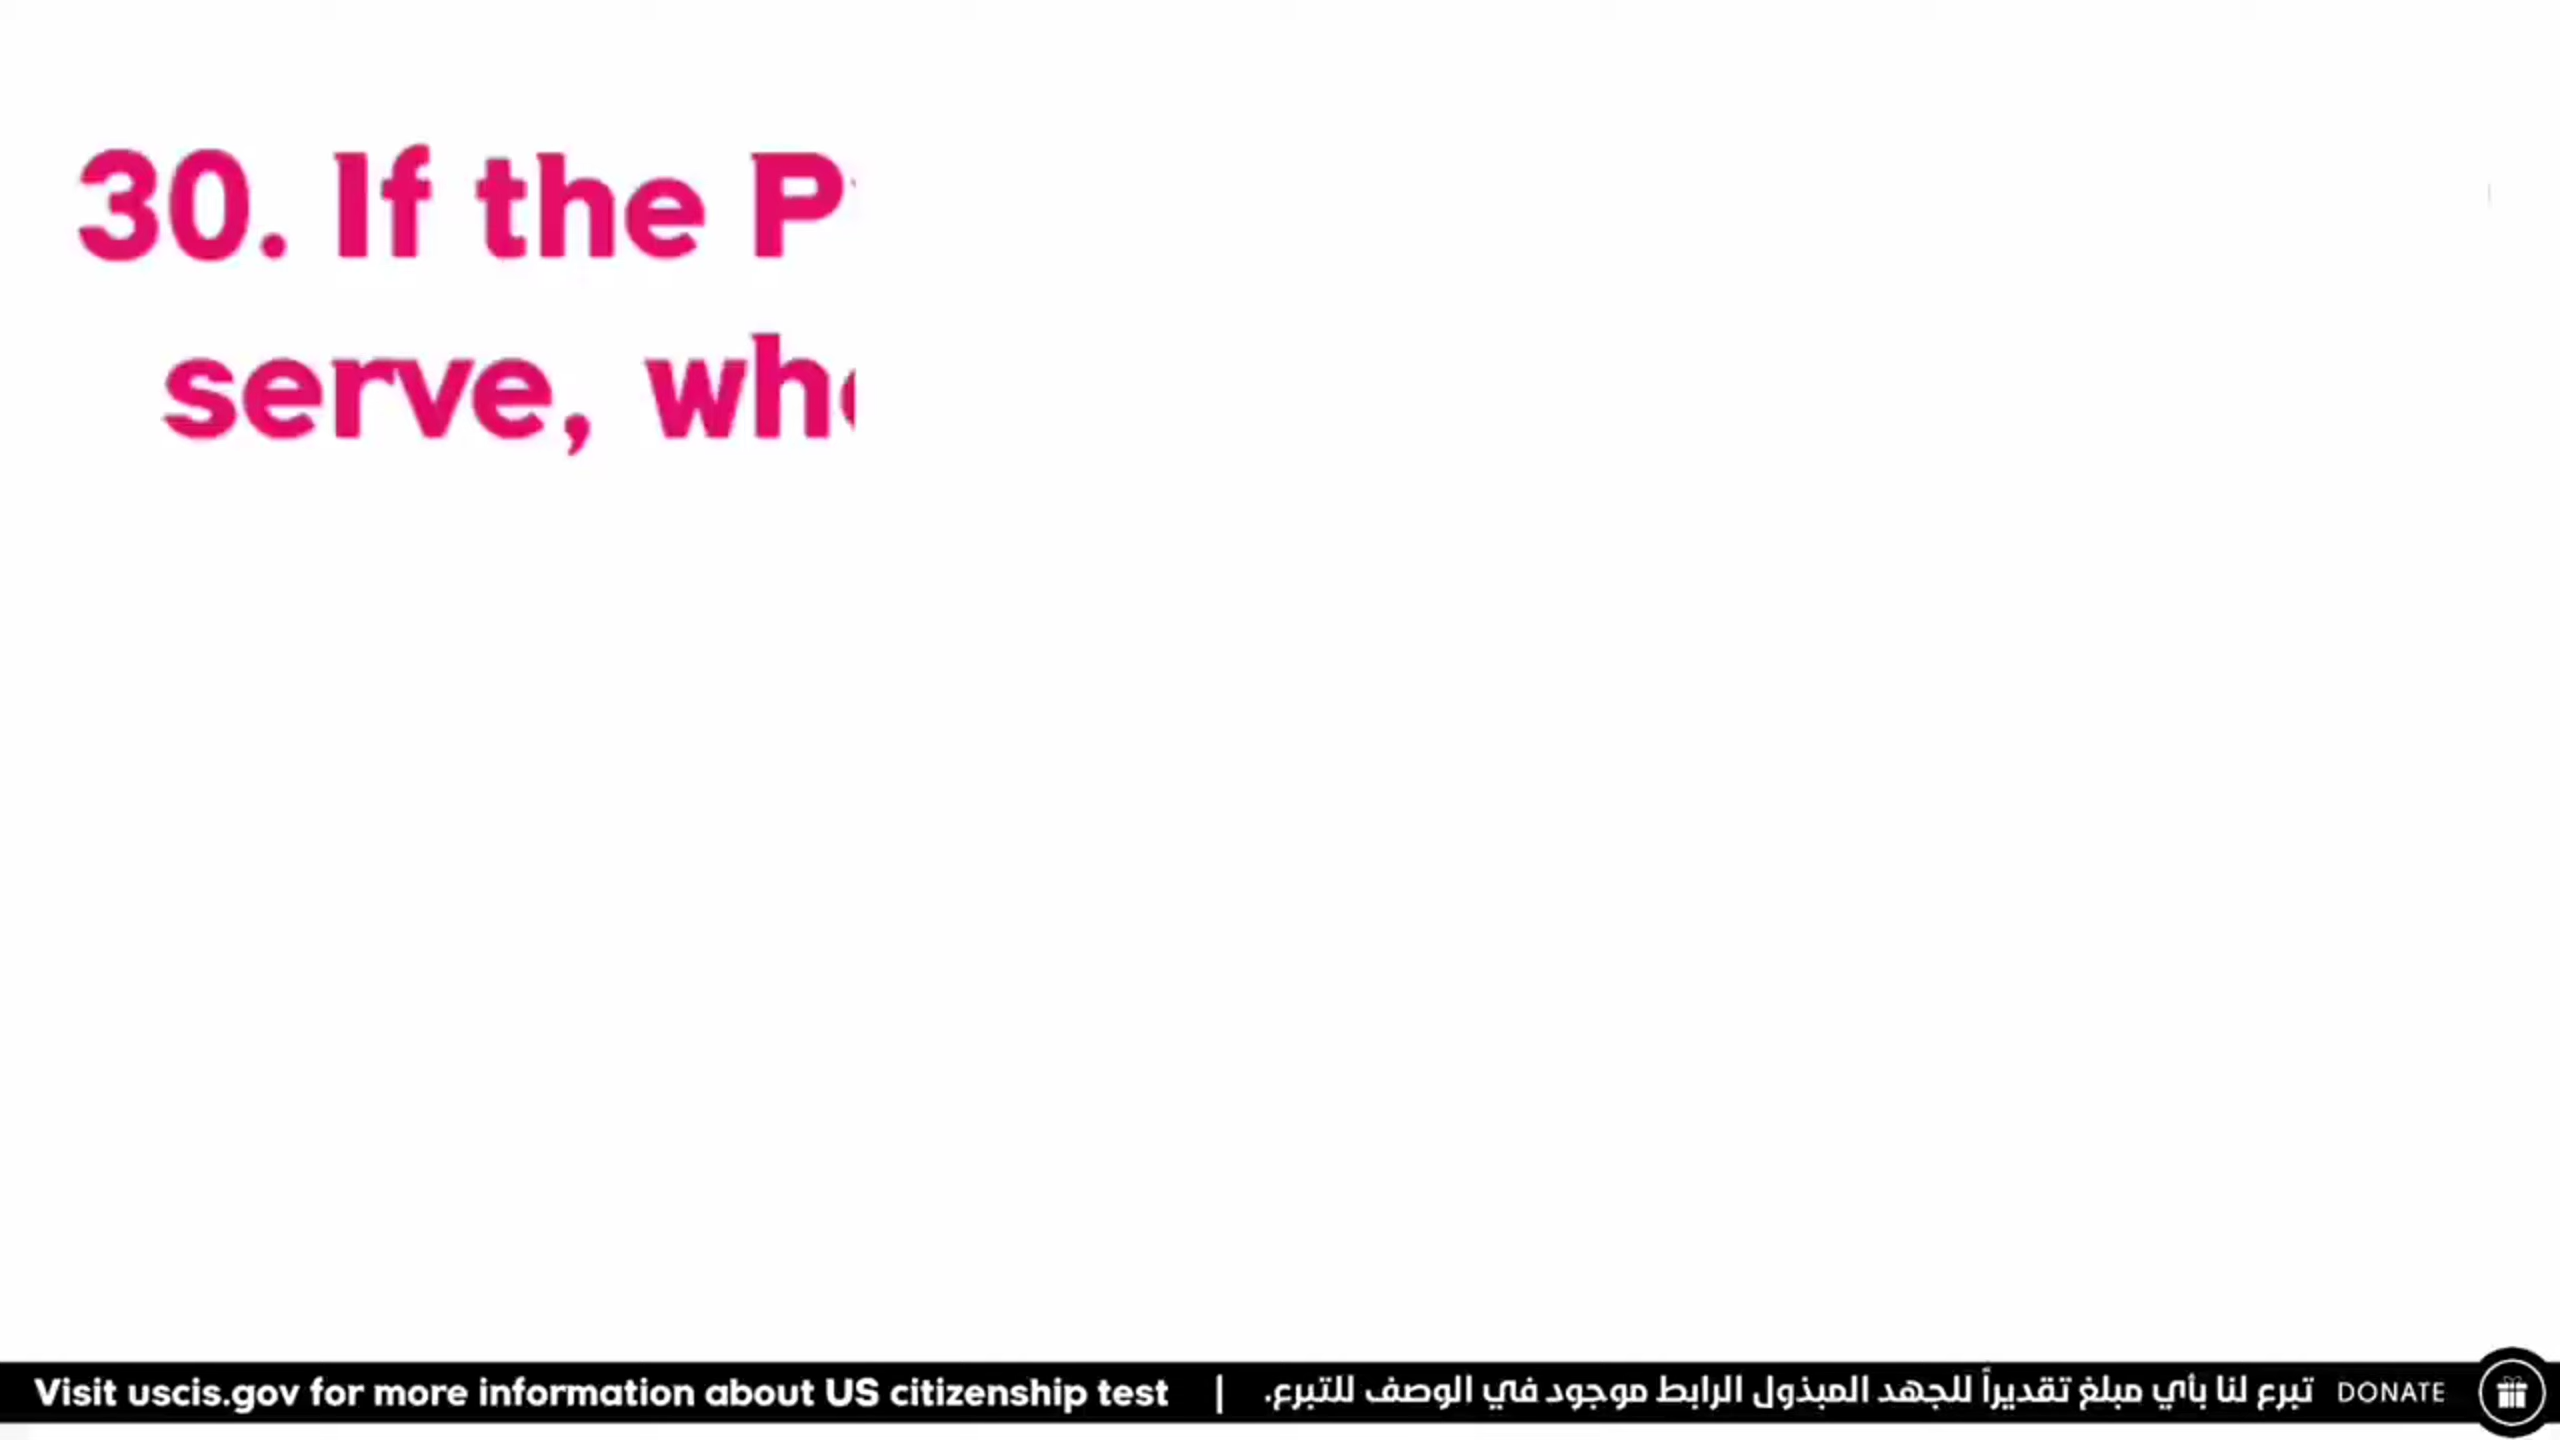 30. If the P
serve, who
Visit uscis.gov for more information about US citizenship test | تبرع لنا بأي مبلغ تقديراً للجهد المبذول الرابط موجود في الوصف للتبرع. DONATE